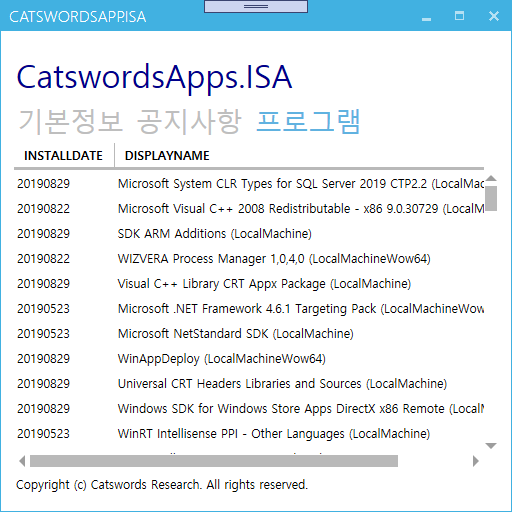 CATSWORDSAPP.ISA
CatswordsApps.ISA
기본정보 공지사항 프로그램
INSTALLDATE DISPLAYNAME
20190829 Microsoft System CLR Types for SQL Server 2019 CTP2.2 (LocalMac
20190822 Microsoft Visual C++ 2008 Redistributable - x86 9.0.30729 (LocalM
20190829 SDK ARM Additions (LocalMachine)
20190822 WIZVERA Process Manager 1,0,4,0 (LocalMachineWow64)
20190829 Visual C++ Library CRT Appx Package (LocalMachine)
20190523 Microsoft .NET Framework 4.6.1 Targeting Pack (LocalMachineWow
20190523 Microsoft NetStandard SDK (LocalMachine)
20190829 WinAppDeploy (LocalMachineWow64)
20190829 Universal CRT Headers Libraries and Sources (LocalMachine)
20190829 Windows SDK for Windows Store Apps DirectX x86 Remote (LocalM
20190523 WinRT Intellisense PPI - Other Languages (LocalMachine)
Copyright (c) Catswords Research. All rights reserved.